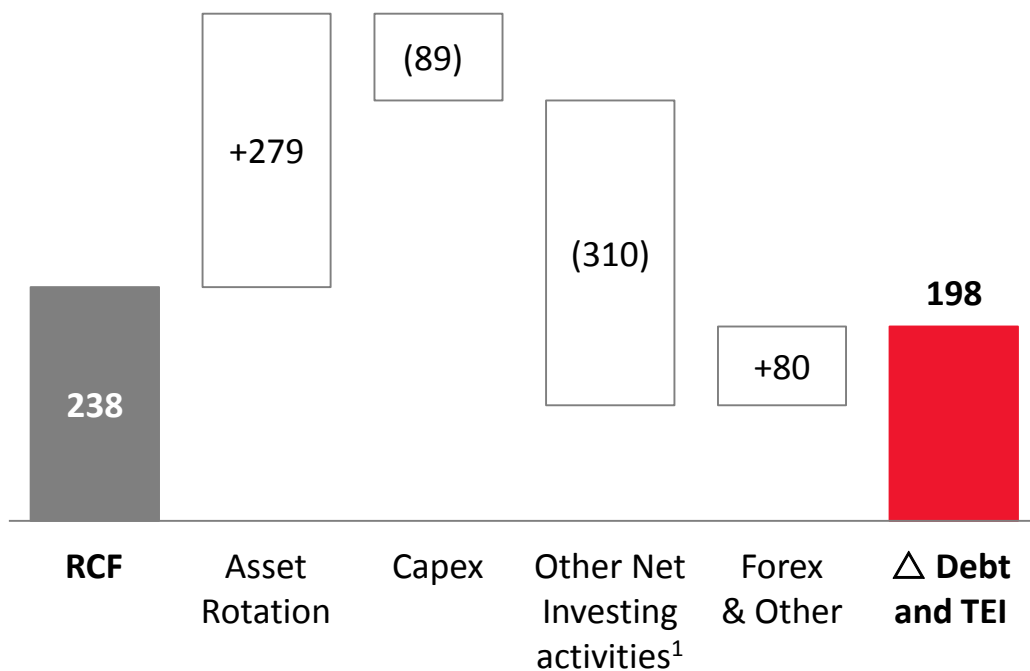 (89)
+279
(310)
198
+80
238
RCF
Asset
Rotation
Capex
Other Net
Investing
activities¹
Forex
& Other
△ Debt
and TEI